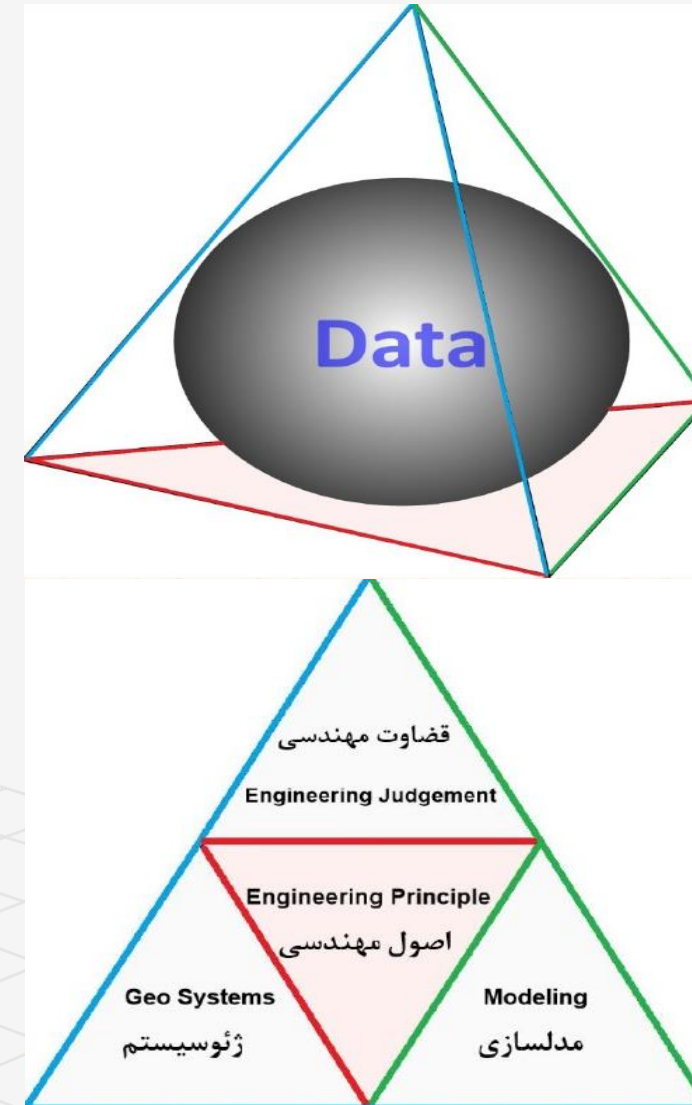 Data
قضاوت مهندسی
Engineering Judgement
Engineering Principle
اصول مهندسی
Geo Systems
ژئوسیستم
Modeling
مدلسازی